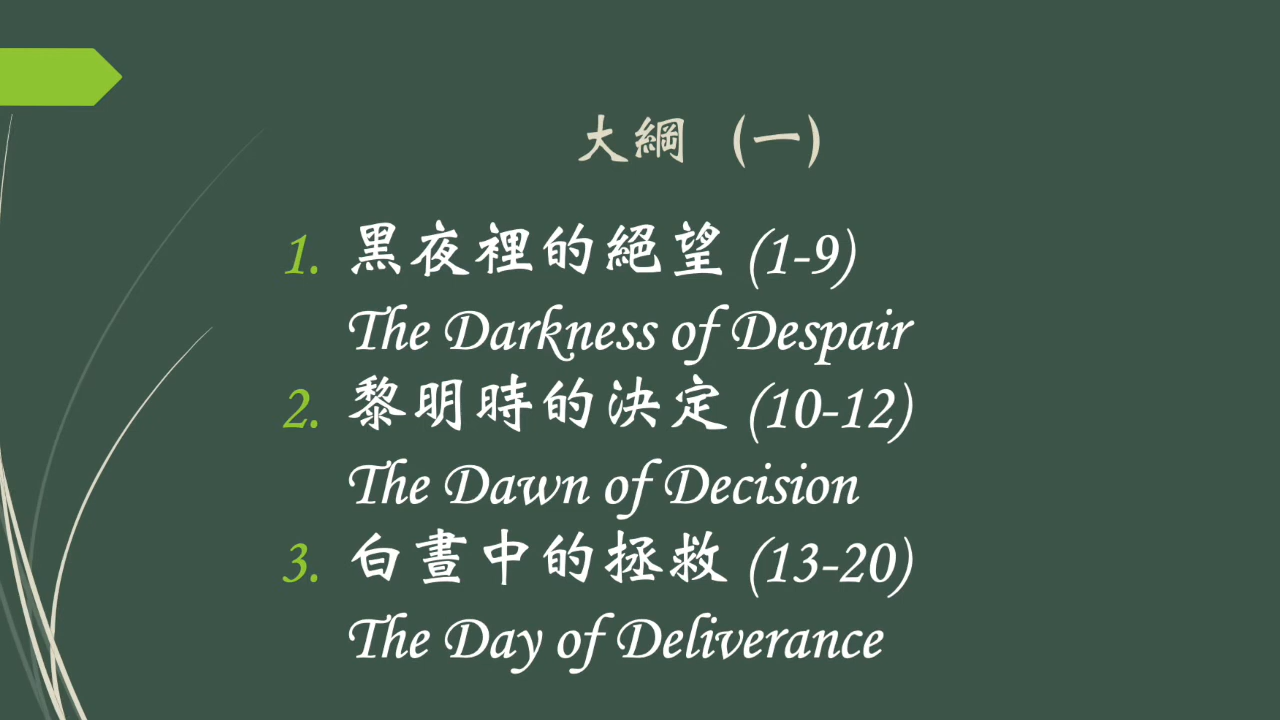 大綱 (一)
1. 黑夜裡的絕望 (1-9)
The Darkness of Despair
2. 黎明時的決定 (10-12)
The Dawn of Decision
3. 白晝中的拯救 (13-20)
The Day of Deliverance